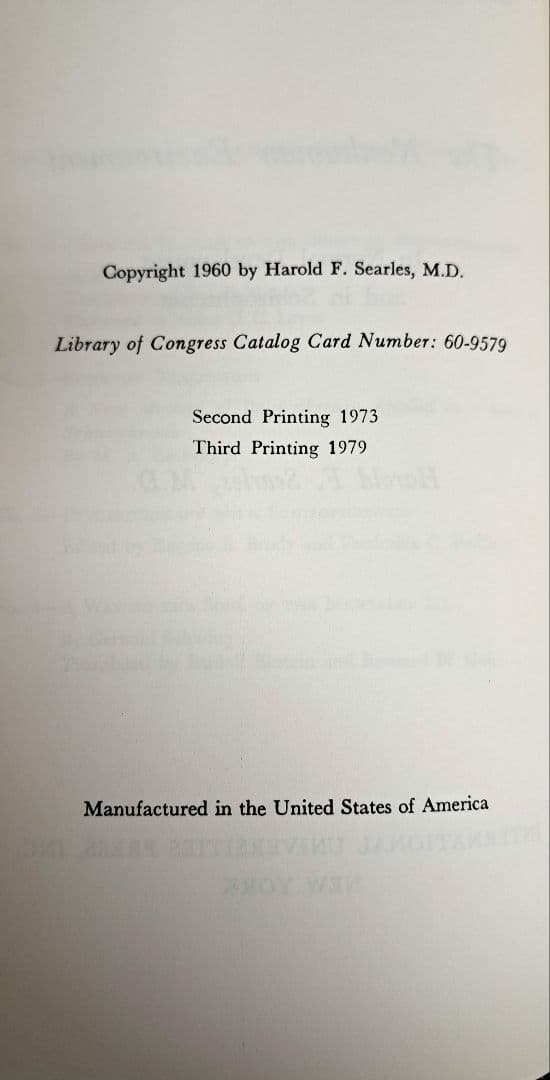 Copyright 1960 by Harold F. Searles, M.D.
Library of Congress Catalog Card Number: 60-9579
Second Printing 1973
Third Printing 1979
Manufactured in the United States of America